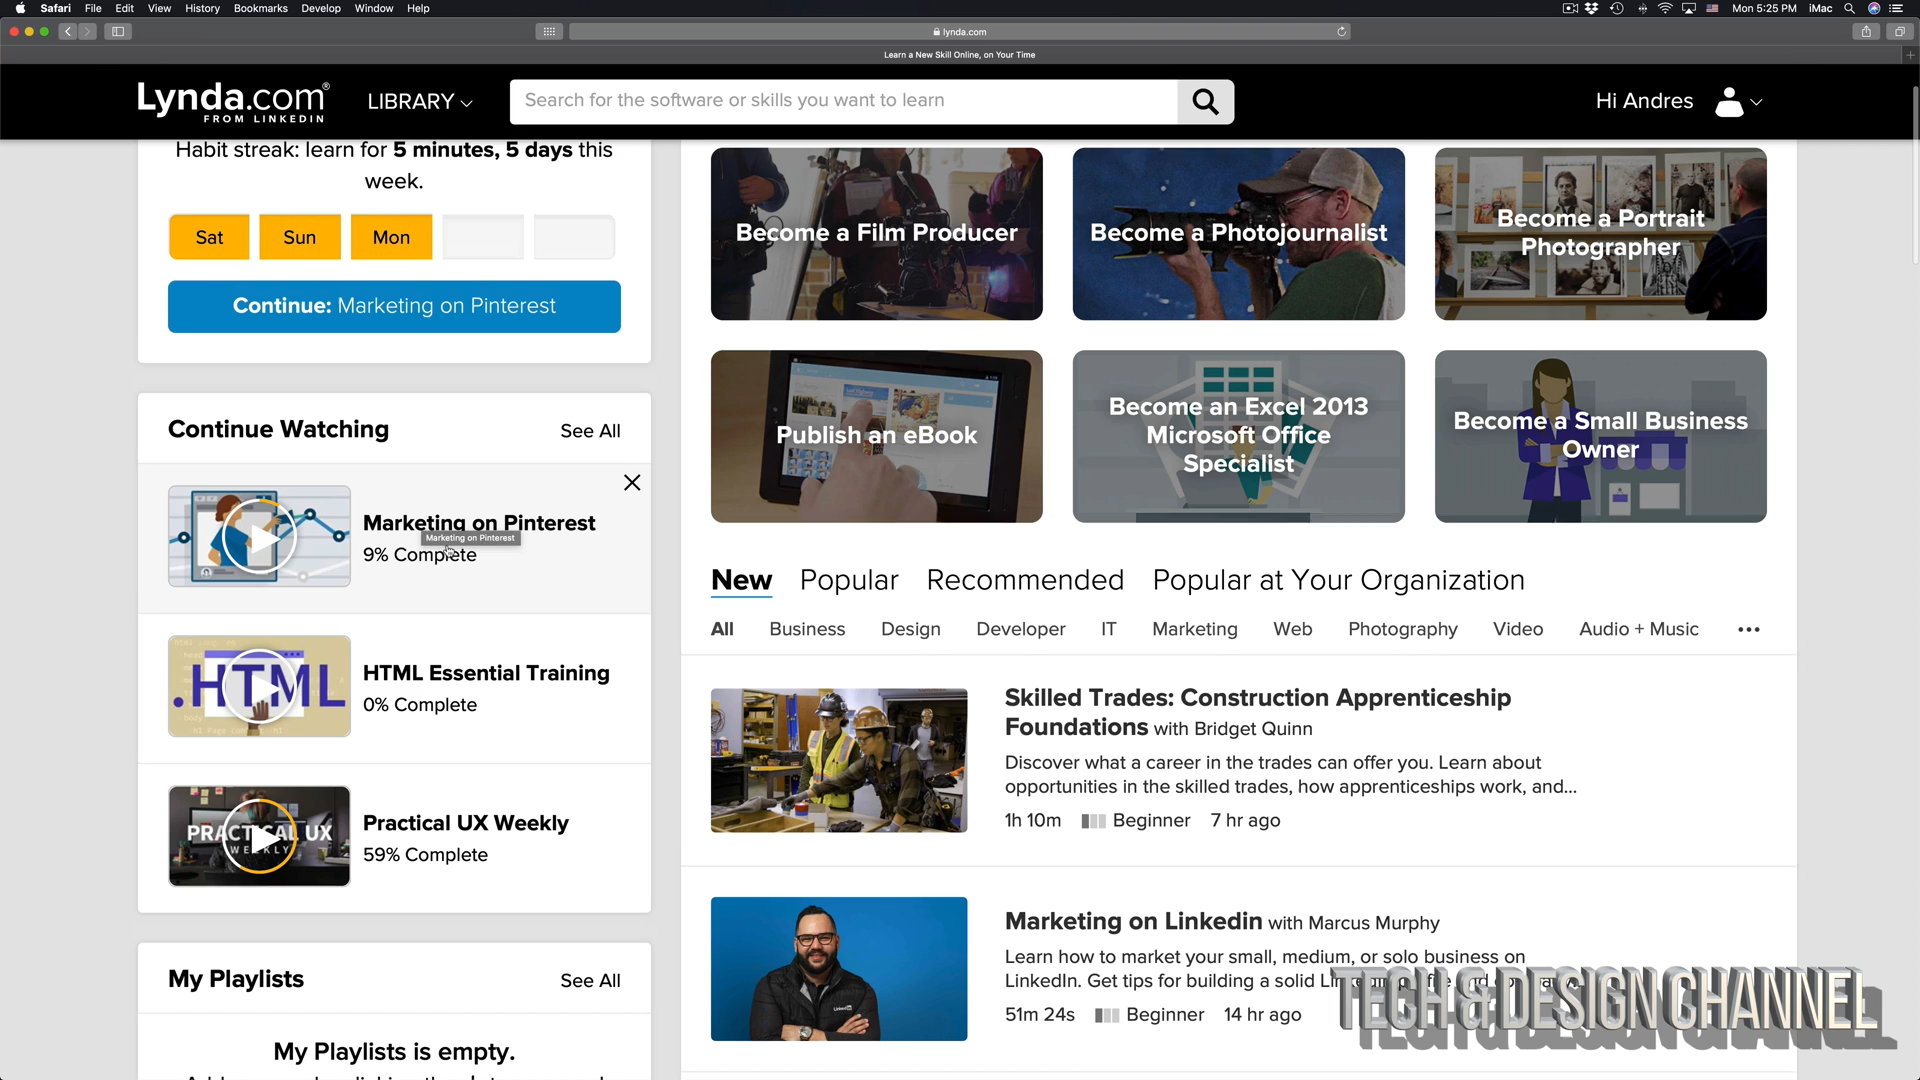 Safari File Edit View History Bookmarks Develop Window Help
Mon 5:25 PM iMac
lynda.com
Learn a New Skill Online, on Your Time
Lynda.com®
FROM LINKEDIN
LIBRARY
Search for the software or skills you want to learn
Hi Andres
Habit streak: learn for 5 minutes, 5 days this
week.
Sat Sun Mon
Continue: Marketing on Pinterest
Continue Watching See All
Marketing on Pinterest
Marketing on Pinterest
9% Complete
.HTML
HTML Essential Training
0% Complete
PRACTICAL UX
WEEKLY
Practical UX Weekly
59% Complete
My Playlists See All
My Playlists is empty.
Become a Film Producer
Become a Photojournalist
Become a Portrait
Photographer
Publish an eBook
Become an Excel 2013
Microsoft Office
Specialist
Become a Small Business
Owner
New Popular Recommended Popular at Your Organization
All Business Design Developer IT Marketing Web Photography Video Audio + Music •••
Skilled Trades: Construction Apprenticeship
Foundations with Bridget Quinn
Discover what a career in the trades can offer you. Learn about
opportunities in the skilled trades, how apprenticeships work, and...
1h 10m Beginner 7 hr ago
Marketing on Linkedin with Marcus Murphy
Learn how to market your small, medium, or solo business on
LinkedIn. Get tips for building a solid
51m 24s Beginner 14 hr ago
TECH & DESIGN CHANNEL